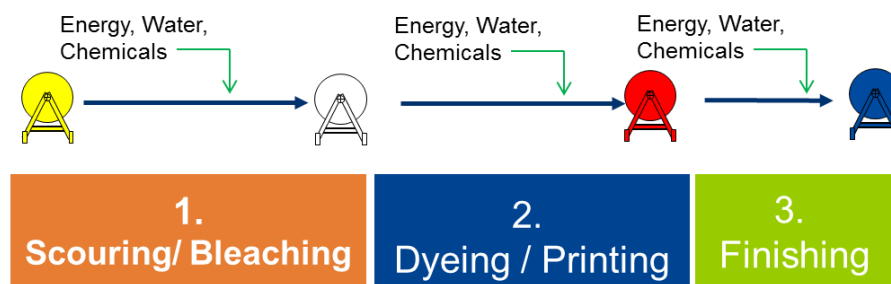 Energy, Water,
Chemicals
Energy, Water,
Chemicals
Energy, Water,
Chemicals
1.
Scouring/ Bleaching
2.
Dyeing / Printing
3.
Finishing